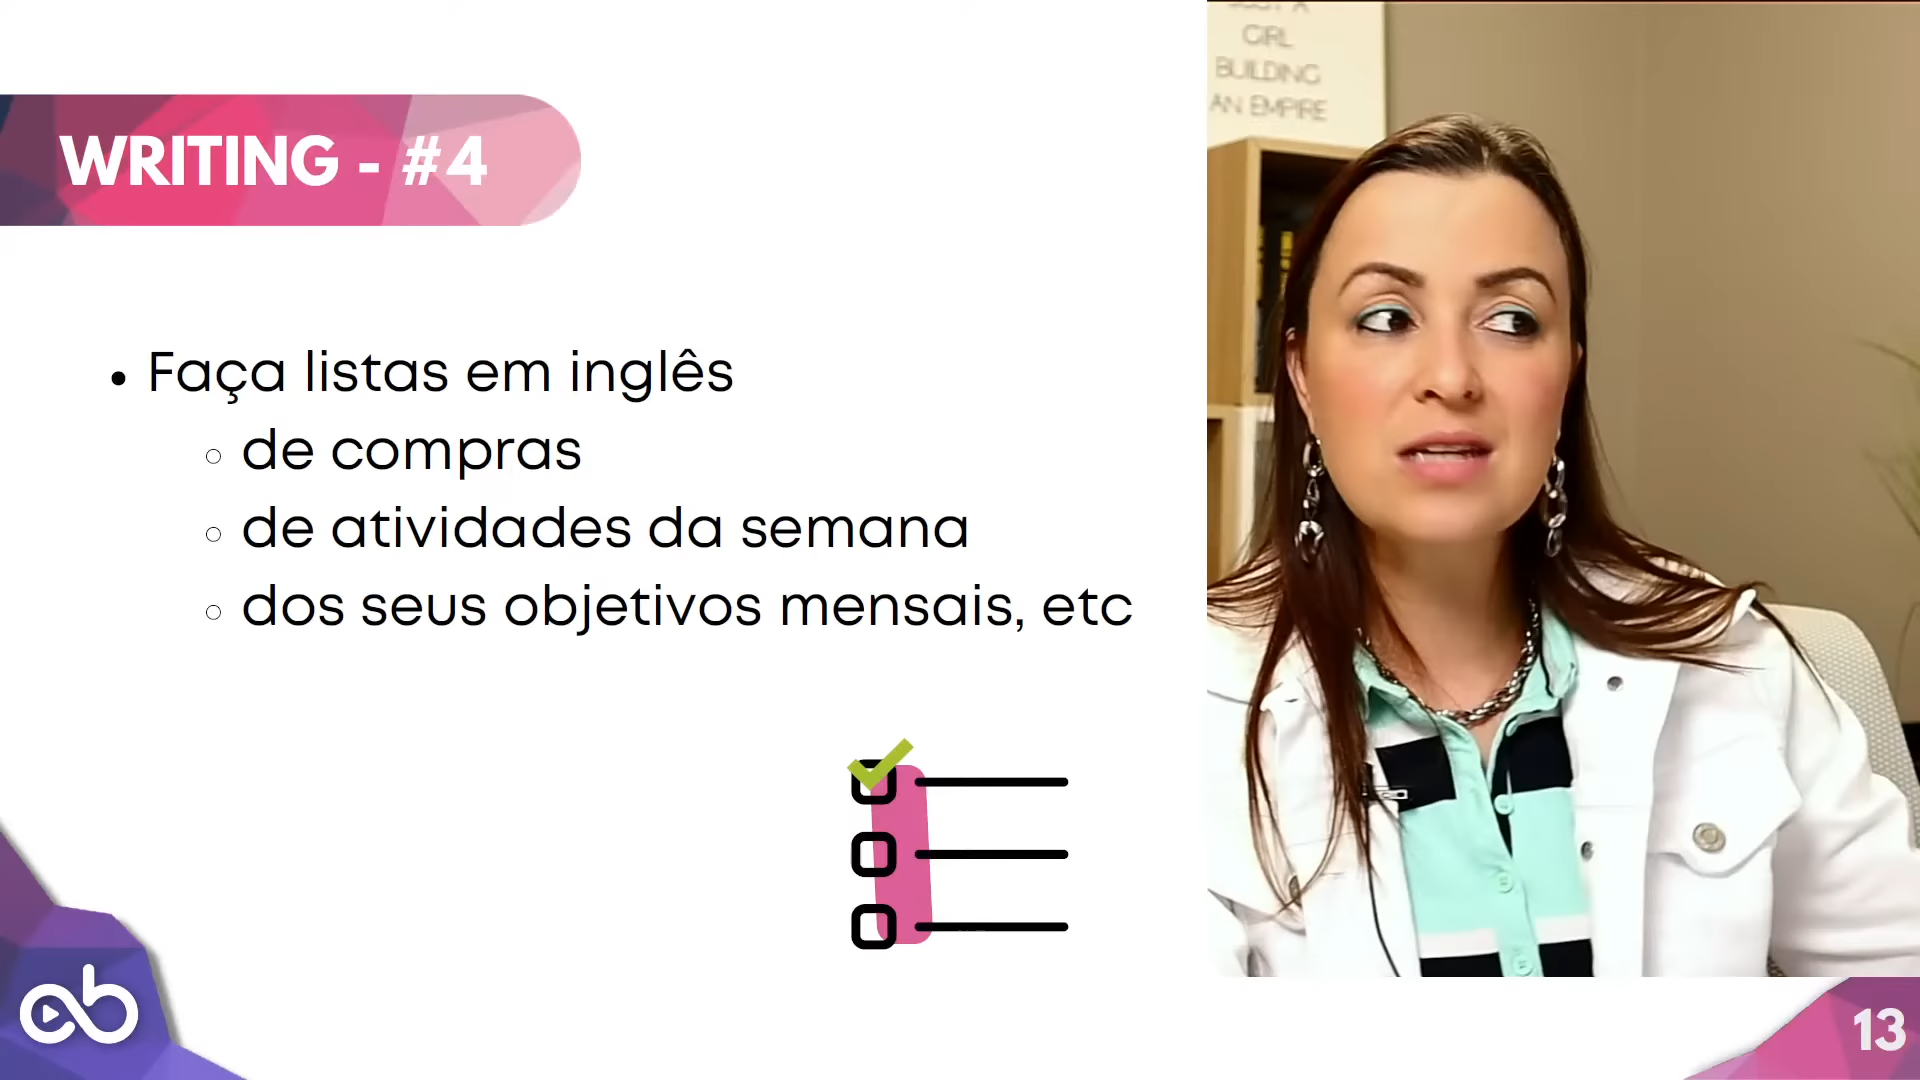 WRITING - #4
Faça listas em inglês
de compras
de atividades da semana
dos seus objetivos mensais, etc
GIRL
BUILDING
AN EMPIRE
13